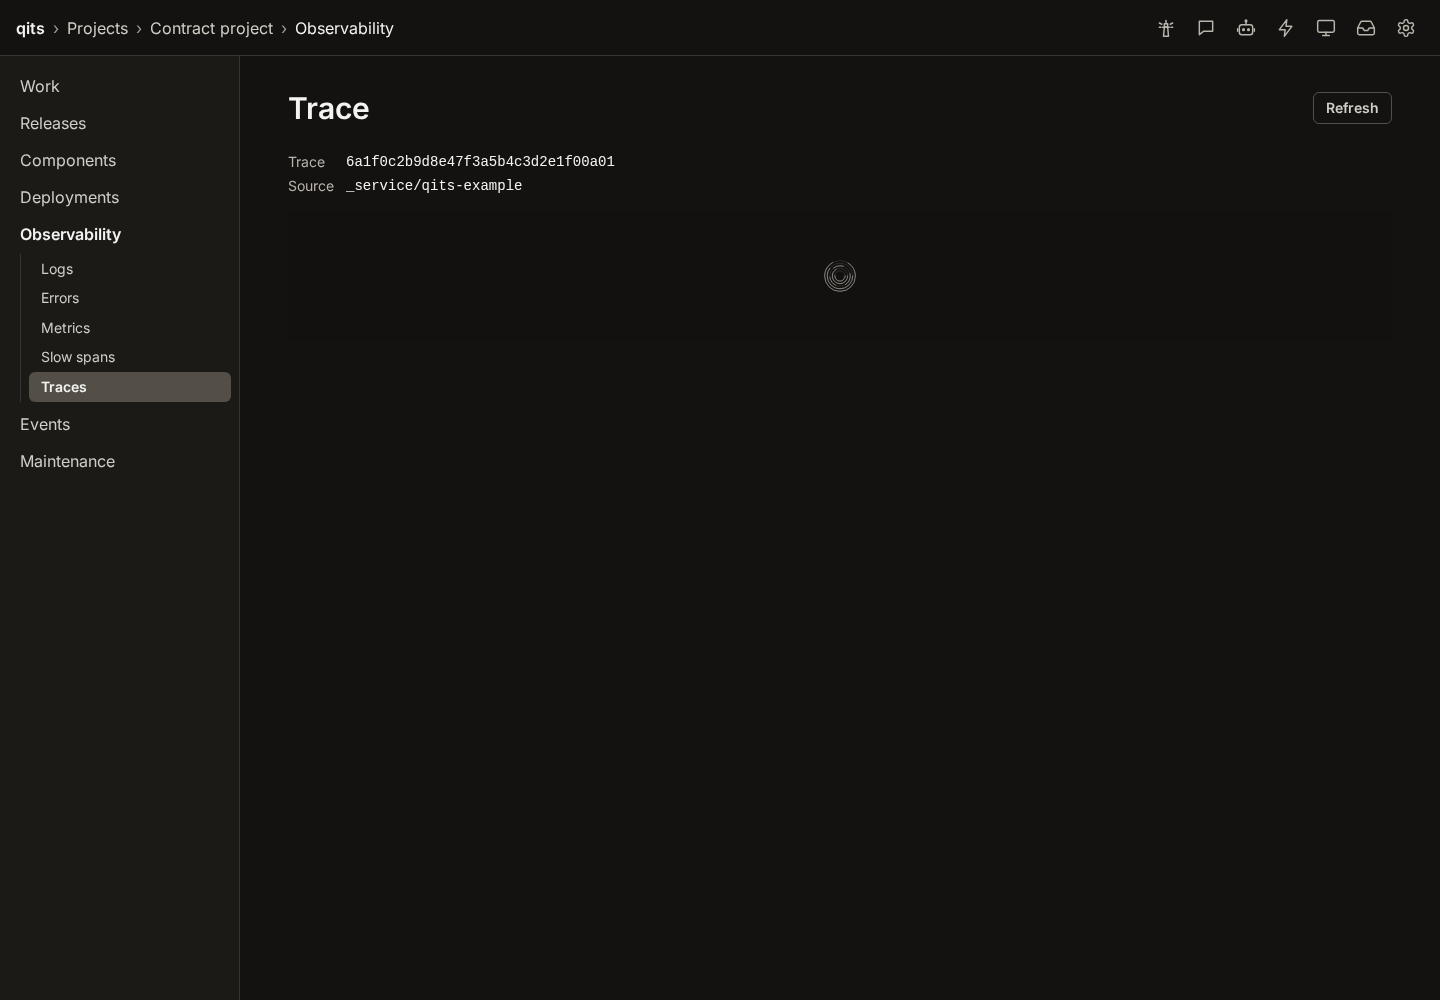 qits › Projects › Contract project › Observability
Work
Releases
Components
Deployments
Observability
Logs
Errors
Metrics
Slow spans
Traces
Events
Maintenance
Trace
Refresh
Trace 6a1f0c2b9d8e47f3a5b4c3d2e1f00a01
Source _service/qits-example